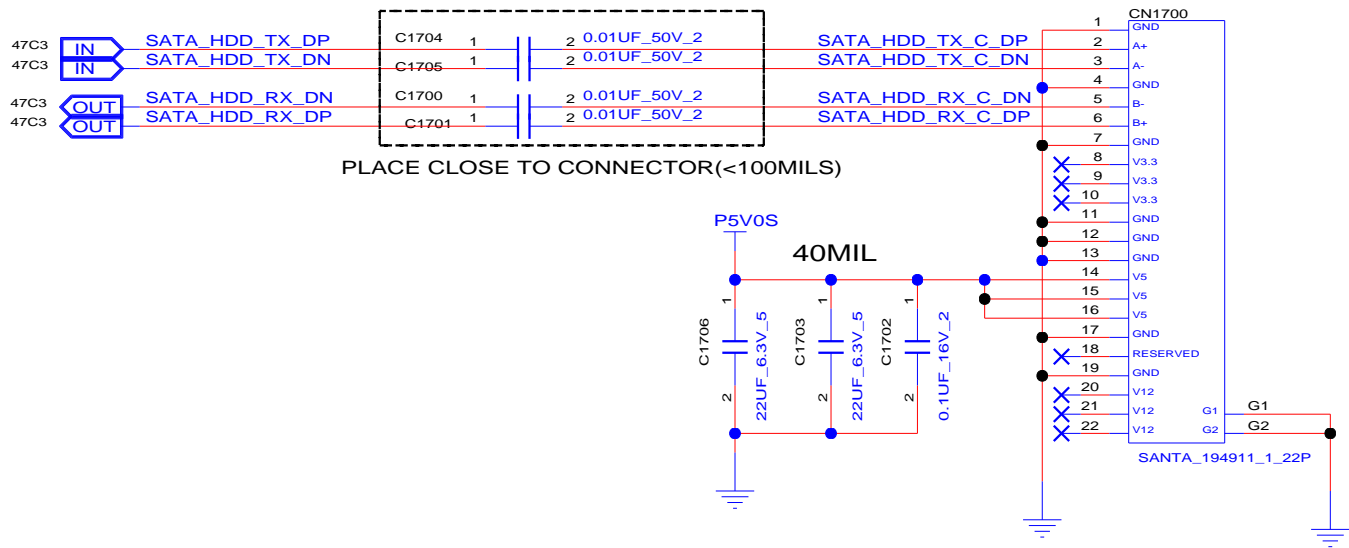 CN1700
47C3 IN SATA_HDD_TX_DP C1704 1 2 0.01UF_50V_2 SATA_HDD_TX_C_DP
47C3 IN SATA_HDD_TX_DN C1705 1 2 0.01UF_50V_2 SATA_HDD_TX_C_DN
47C3 OUT SATA_HDD_RX_DN C1700 1 2 0.01UF_50V_2 SATA_HDD_RX_C_DN
47C3 OUT SATA_HDD_RX_DP C1701 1 2 0.01UF_50V_2 SATA_HDD_RX_C_DP
PLACE CLOSE TO CONNECTOR(<100MILS)
1 GND
2 A+
3 A-
4 GND
5 B-
6 B+
7 GND
8 V3.3
9 V3.3
10 V3.3
11 GND
12 GND
13 GND
14 V5
15 V5
16 V5
17 GND
18 RESERVED
19 GND
20 V12
21 V12
22 V12
G1 G1
G2 G2
SANTA_194911_1_22P
P5V0S
40MIL
1 C1706 22UF_6.3V_5 2
1 C1703 22UF_6.3V_5 2
1 C1702 0.1UF_16V_2 2